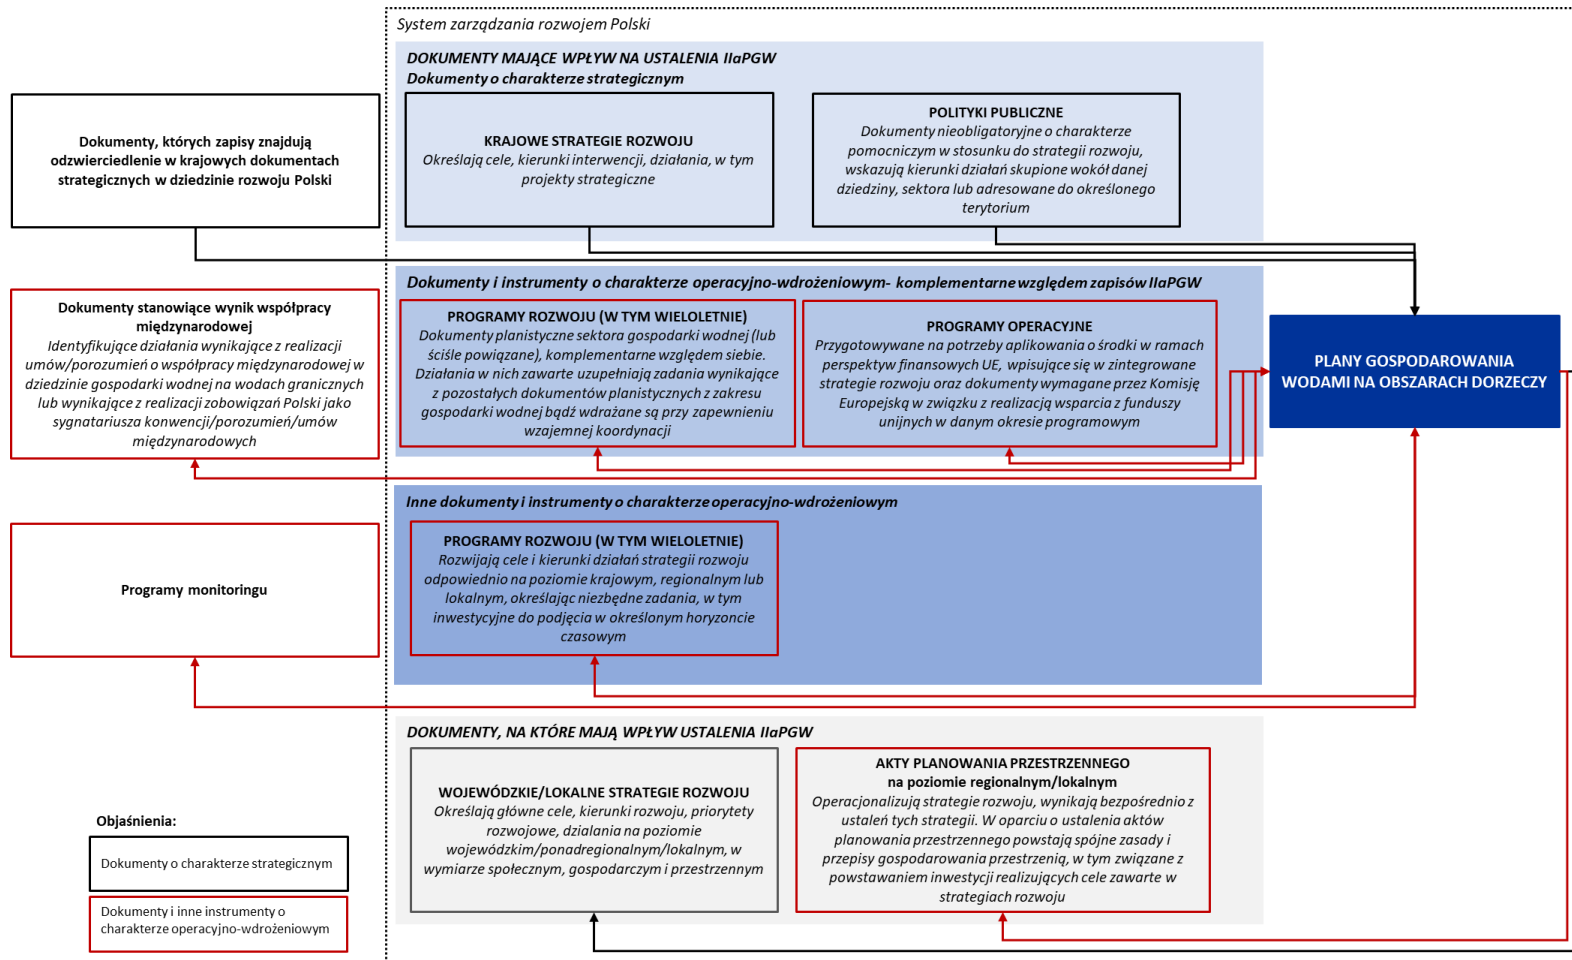 System zarządzania rozwojem Polski
DOKUMENTY MAJĄCE WPŁYW NA USTALENIA IIaPGW
Dokumenty o charakterze strategicznym
Dokumenty, których zapisy znajdują
odzwierciedlenie w krajowych dokumentach
strategicznych w dziedzinie rozwoju Polski
KRAJOWE STRATEGIE ROZWOJU
Określają cele, kierunki interwencji, działania, w tym
projekty strategiczne
POLITYKI PUBLICZNE
Dokumenty nieobligatoryjne o charakterze
pomocniczym w stosunku do strategii rozwoju,
wskazują kierunki działań skupione wokół danej
dziedziny, sektora lub adresowane do określonego
terytorium
Dokumenty i instrumenty o charakterze operacyjno-wdrożeniowym- komplementarne względem zapisów IIaPGW
Dokumenty stanowiące wynik współpracy
międzynarodowej
Identyfikujące działania wynikające z realizacji
umów/porozumień o współpracy międzynarodowej w
dziedzinie gospodarki wodnej na wodach granicznych
lub wynikające z realizacji zobowiązań Polski jako
sygnatariusza konwencji/porozumień/umów
międzynarodowych
PROGRAMY ROZWOJU (W TYM WIELOLETNIE)
Dokumenty planistyczne sektora gospodarki wodnej (lub
ściśle powiązane), komplementarne względem siebie.
Działania w nich zawarte uzupełniają zadania wynikające
z pozostałych dokumentów planistycznych z zakresu
gospodarki wodnej bądź wdrażane są przy zapewnieniu
wzajemnej koordynacji
PROGRAMY OPERACYJNE
Przygotowywane na potrzeby aplikowania o środki w ramach
perspektyw finansowych UE, wpisujące się w zintegrowane
strategie rozwoju oraz dokumenty wymagane przez Komisję
Europejską w związku z realizacją wsparcia z funduszy
unijnych w danym okresie programowym
PLANY GOSPODAROWANIA
WODAMI NA OBSZARACH DORZECZY
Inne dokumenty i instrumenty o charakterze operacyjno-wdrożeniowym
Programy monitoringu
PROGRAMY ROZWOJU (W TYM WIELOLETNIE)
Rozwijają cele i kierunki działań strategii rozwoju
odpowiednio na poziomie krajowym, regionalnym lub
lokalnym, określając niezbędne zadania, w tym
inwestycyjne do podjęcia w określonym horyzoncie
czasowym
DOKUMENTY, NA KTÓRE MAJĄ WPŁYW USTALENIA IIaPGW
WOJEWÓDZKIE/LOKALNE STRATEGIE ROZWOJU
Określają główne cele, kierunki rozwoju, priorytety
rozwojowe, dzialania na poziomie
wojewódzkim/ponadregionalnym/lokalnym, w
wymiarze społecznym, gospodarczym i przestrzennym
AKTY PLANOWANIA PRZESTRZENNEGO
na poziomie regionalnym/lokalnym
Operacjonalizują strategie rozwoju, wynikają bezpośrednio z
ustaleń tych strategii. W oparciu o ustalenia aktów
planowania przestrzennego powstają spójne zasady i
przepisy gospodarowania przestrzenią, w tym związane z
powstawaniem inwestycji realizujących cele zawarte w
strategiach rozwoju
Objaśnienia:
Dokumenty o charakterze strategicznym
Dokumenty i inne instrumenty o
charakterze operacyjno-wdrożeniowym